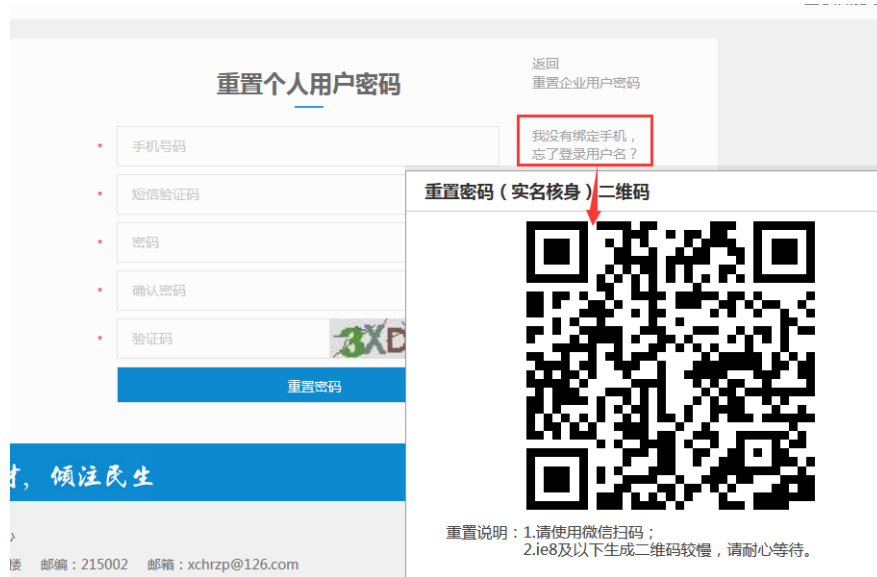 返回
重置个人用户密码
重置企业用户密码
* 手机号码
我没有绑定手机，
忘了登录用户名？
* 短信验证码
重置密码（实名核身）二维码
* 密码
* 确认密码
* 验证码
3XD
重置密码
，倾注民生
重置说明：1.请使用微信扫码；
2.ie8及以下生成二维码较慢，请耐心等待。
楼 邮编：215002 邮箱：xchrzp@126.com